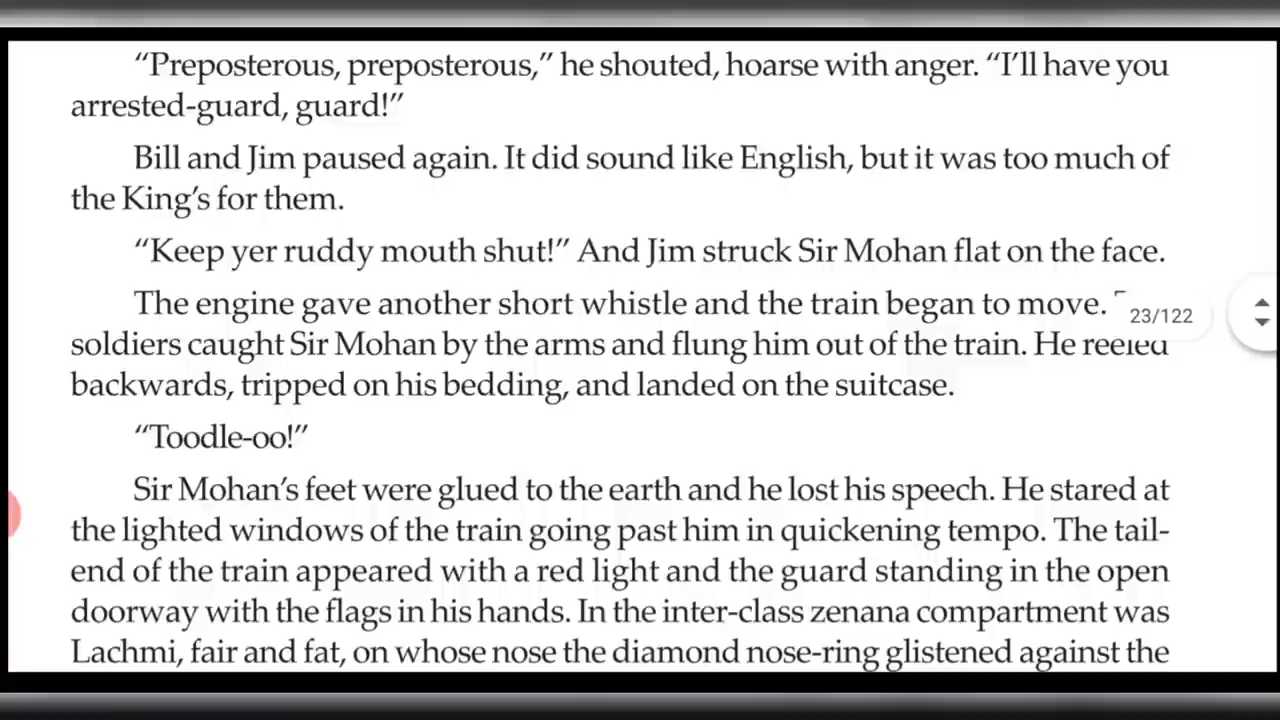 “Preposterous, preposterous,” he shouted, hoarse with anger. “I’ll have you
arrested-guard, guard!”
Bill and Jim paused again. It did sound like English, but it was too much of
the King’s for them.
“Keep yer ruddy mouth shut!” And Jim struck Sir Mohan flat on the face.
The engine gave another short whistle and the train began to move.
23/122
soldiers caught Sir Mohan by the arms and flung him out of the train. He reeled
backwards, tripped on his bedding, and landed on the suitcase.
“Toodle-oo!”
Sir Mohan’s feet were glued to the earth and he lost his speech. He stared at
the lighted windows of the train going past him in quickening tempo. The tail-
end of the train appeared with a red light and the guard standing in the open
doorway with the flags in his hands. In the inter-class zenana compartment was
Lachmi, fair and fat, on whose nose the diamond nose-ring glistened against the